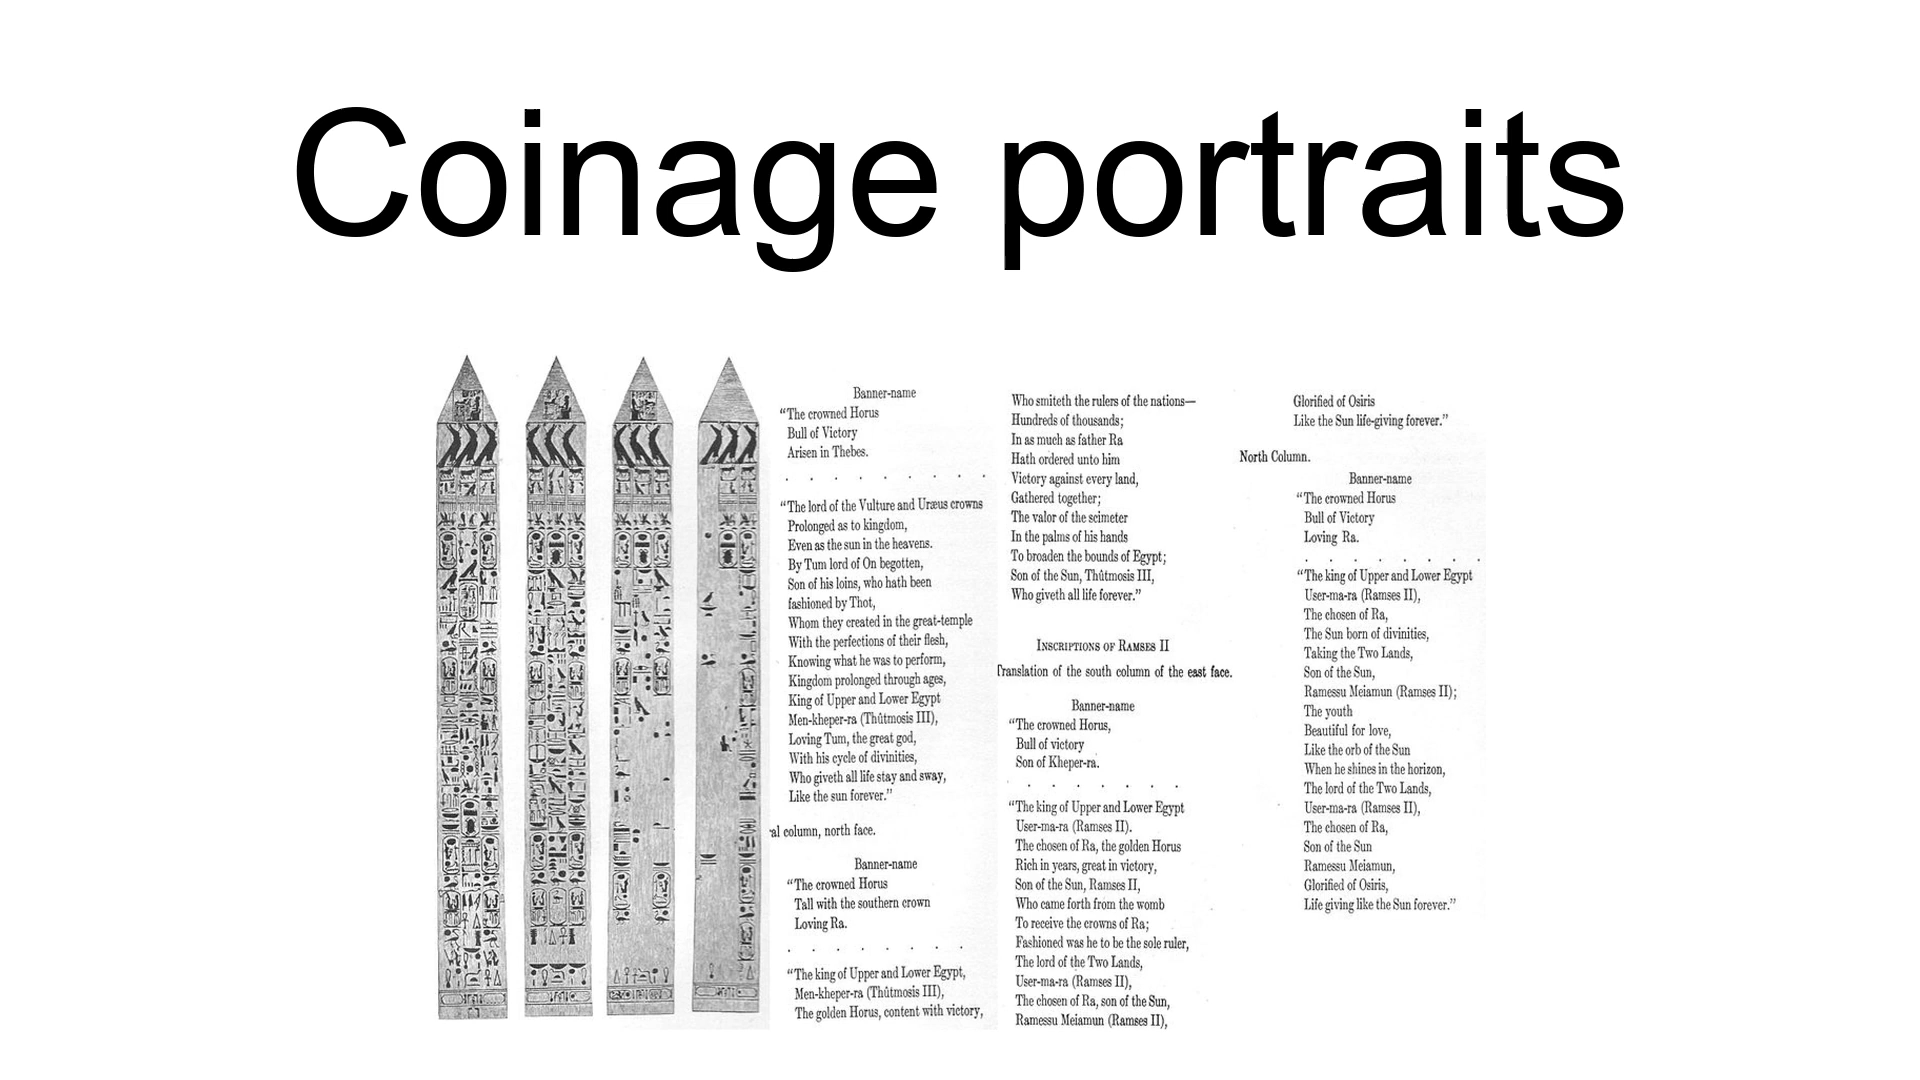 Coinage portraits
Banner-name
“The crowned Horus
Bull of Victory
Arisen in Thebes.
. . . . . . . . .
“The lord of the Vulture and Uræus crowns
Prolonged as to kingdom,
Even as the sun in the heavens.
By Tum lord of On begotten,
Son of his loins, who hath been
fashioned by Thot,
Whom they created in the great-temple
With the perfections of their flesh,
Knowing what he was to perform,
Kingdom prolonged through ages,
King of Upper and Lower Egypt
Men-kheper-ra (Thûtmosis III),
Loving Tum, the great god,
With his cycle of divinities,
Who giveth all life stay and sway,
Like the sun forever.”
al column, north face.
Banner-name
“The crowned Horus
Tall with the southern crown
Loving Ra.
. . . . . . . .
“The king of Upper and Lower Egypt,
Men-kheper-ra (Thûtmosis III),
The golden Horus, content with victory,
Who smiteth the rulers of the nations—
Hundreds of thousands;
In as much as father Ra
Hath ordered unto him
Victory against every land,
Gathered together;
The valor of the scimeter
In the palms of his hands
To broaden the bounds of Egypt;
Son of the Sun, Thûtmosis III,
Who giveth all life forever.”
INSCRIPTIONS OF RAMSES II
Translation of the south column of the east face.
Banner-name
“The crowned Horus,
Bull of victory
Son of Kheper-ra.
. . . . . . .
“The king of Upper and Lower Egypt
User-ma-ra (Ramses II).
The chosen of Ra, the golden Horus
Rich in years, great in victory,
Son of the Sun, Ramses II,
Who came forth from the womb
To receive the crowns of Ra;
Fashioned was he to be the sole ruler,
The lord of the Two Lands,
User-ma-ra (Ramses II),
The chosen of Ra, son of the Sun,
Ramessu Meiamun (Ramses II),
Glorified of Osiris
Like the Sun life-giving forever.”
North Column.
Banner-name
“The crowned Horus
Bull of Victory
Loving Ra.
. . . . . . . .
“The king of Upper and Lower Egypt
User-ma-ra (Ramses II),
The chosen of Ra,
The Sun born of divinities,
Taking the Two Lands,
Son of the Sun,
Ramessu Meiamun (Ramses II);
The youth
Beautiful for love,
Like the orb of the Sun
When he shines in the horizon,
The lord of the Two Lands,
User-ma-ra (Ramses II),
The chosen of Ra,
Son of the Sun
Ramessu Meiamun,
Glorified of Osiris,
Life giving like the Sun forever.”